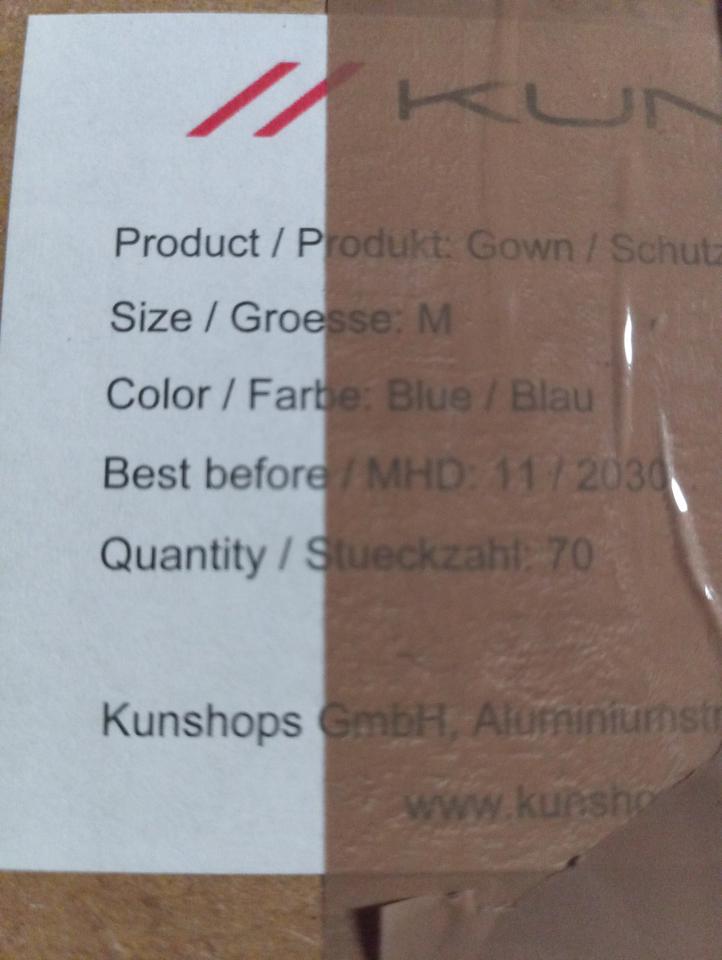 KUN
Product / Produkt: Gown / Schutz
Size / Groesse: M
Color / Farbe: Blue / Blau
Best before / MHD: 11 / 2030
Quantity / Stueckzahl: 70
Kunshops GmbH, Aluminiumstr
www.kunsho